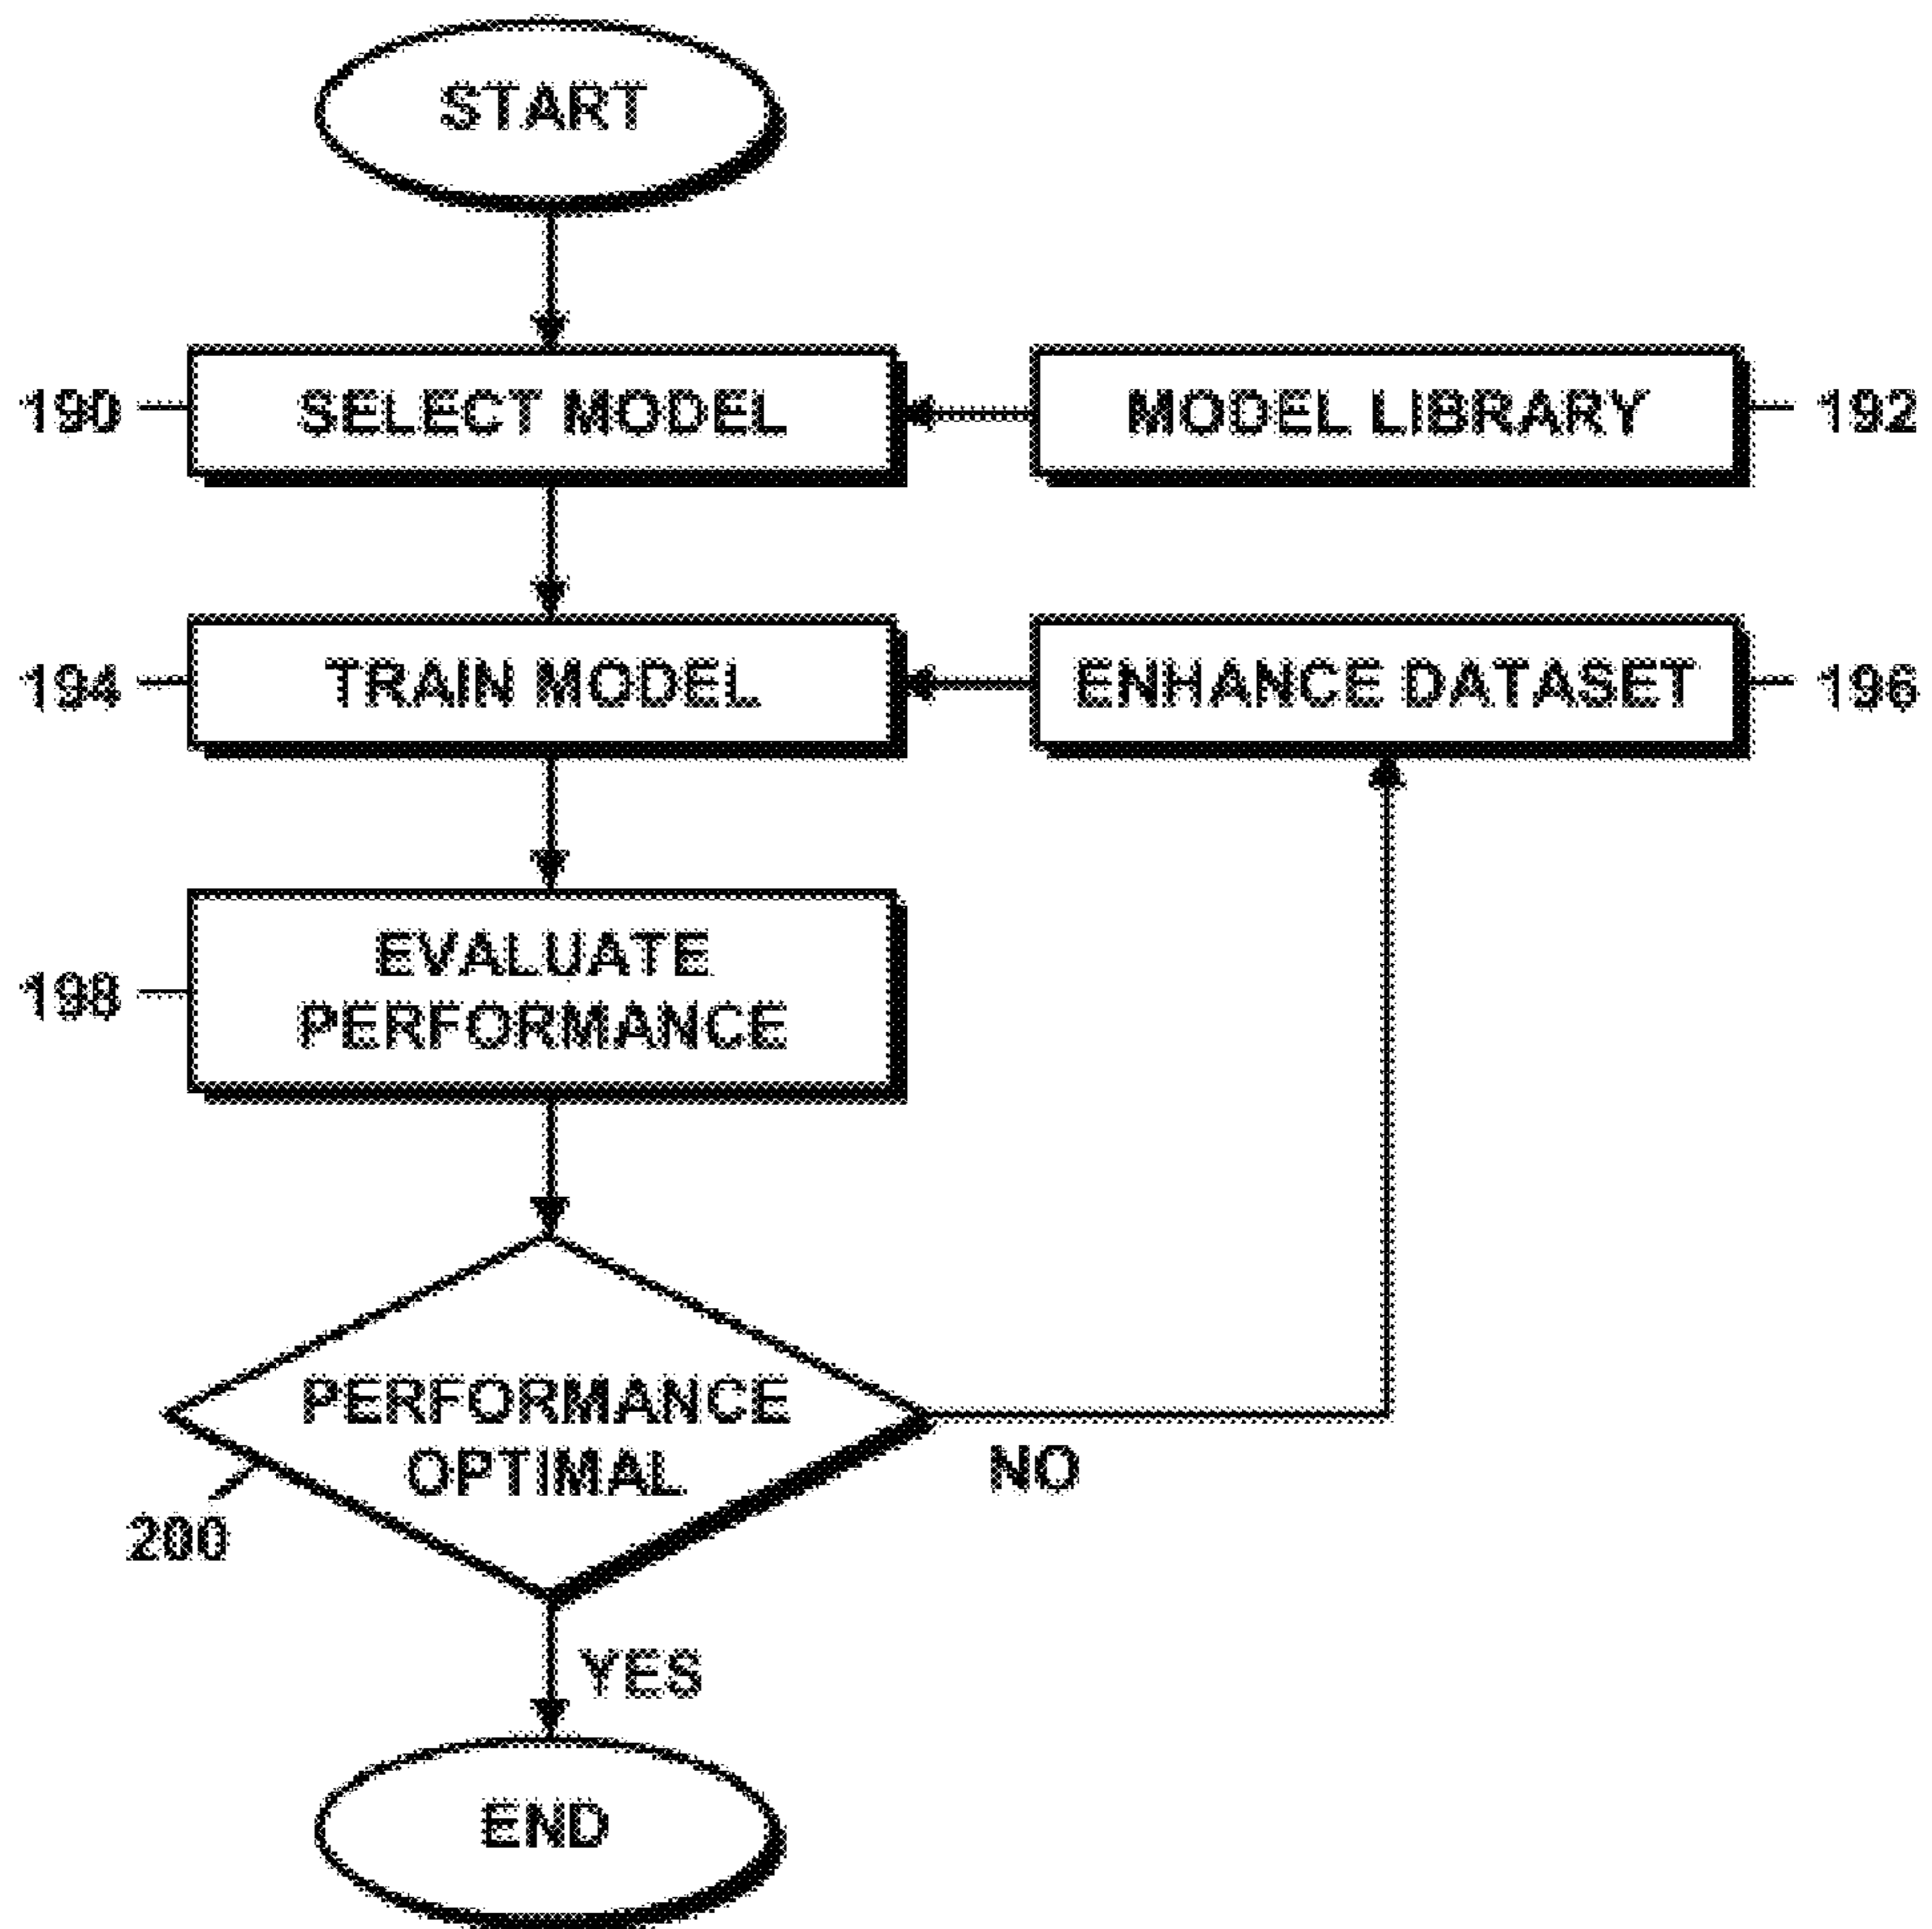 START
190
SELECT MODEL
MODEL LIBRARY
192
194
TRAIN MODEL
ENHANCE DATASET
196
198
EVALUATE
PERFORMANCE
PERFORMANCE
OPTIMAL
NO
200
YES
END